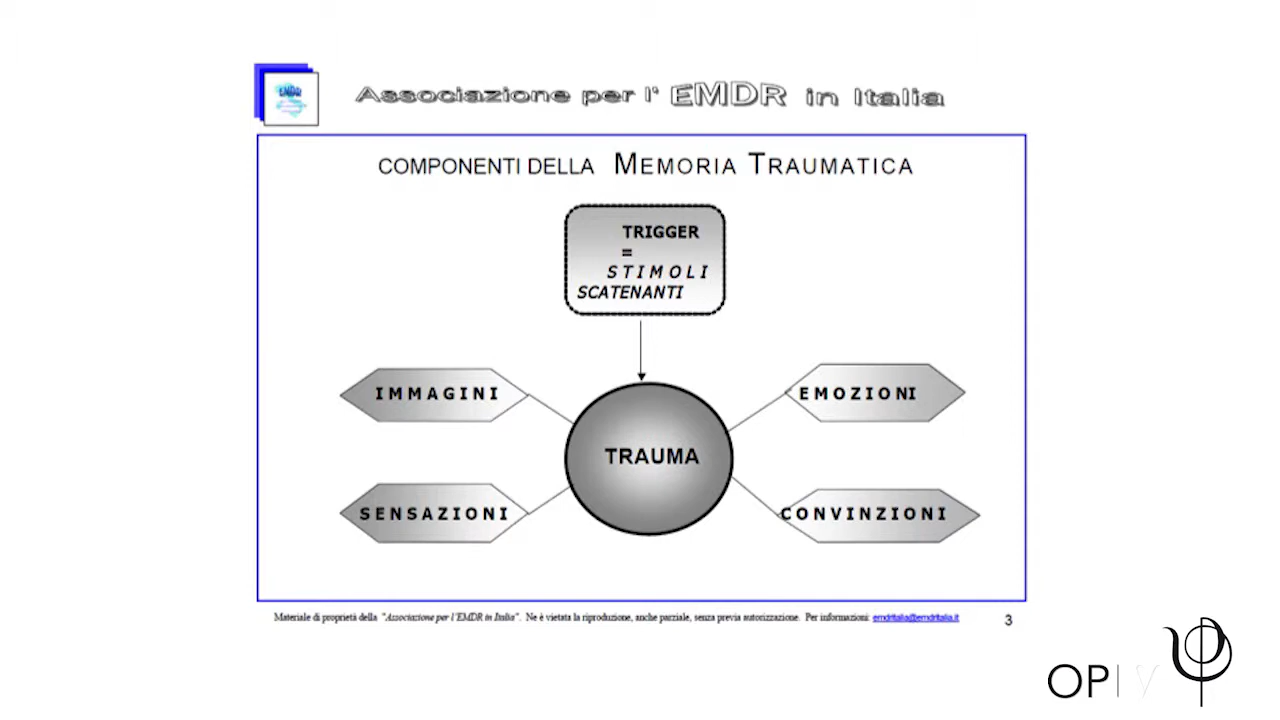 EMDR
Associazione per l' EMDR in Italia
COMPONENTI DELLA MEMORIA TRAUMATICA
TRIGGER
=
STIMOLI
SCATENANTI
IMMAGINI
EMOZIONI
TRAUMA
SENSAZIONI
CONVINZIONI
Materiale di proprietà della "Associazione per l'EMDR in Italia". Ne è vietata la riproduzione, anche parziale, senza previa autorizzazione. Per informazioni: emdritalia@emdritalia.it
3
OPI V